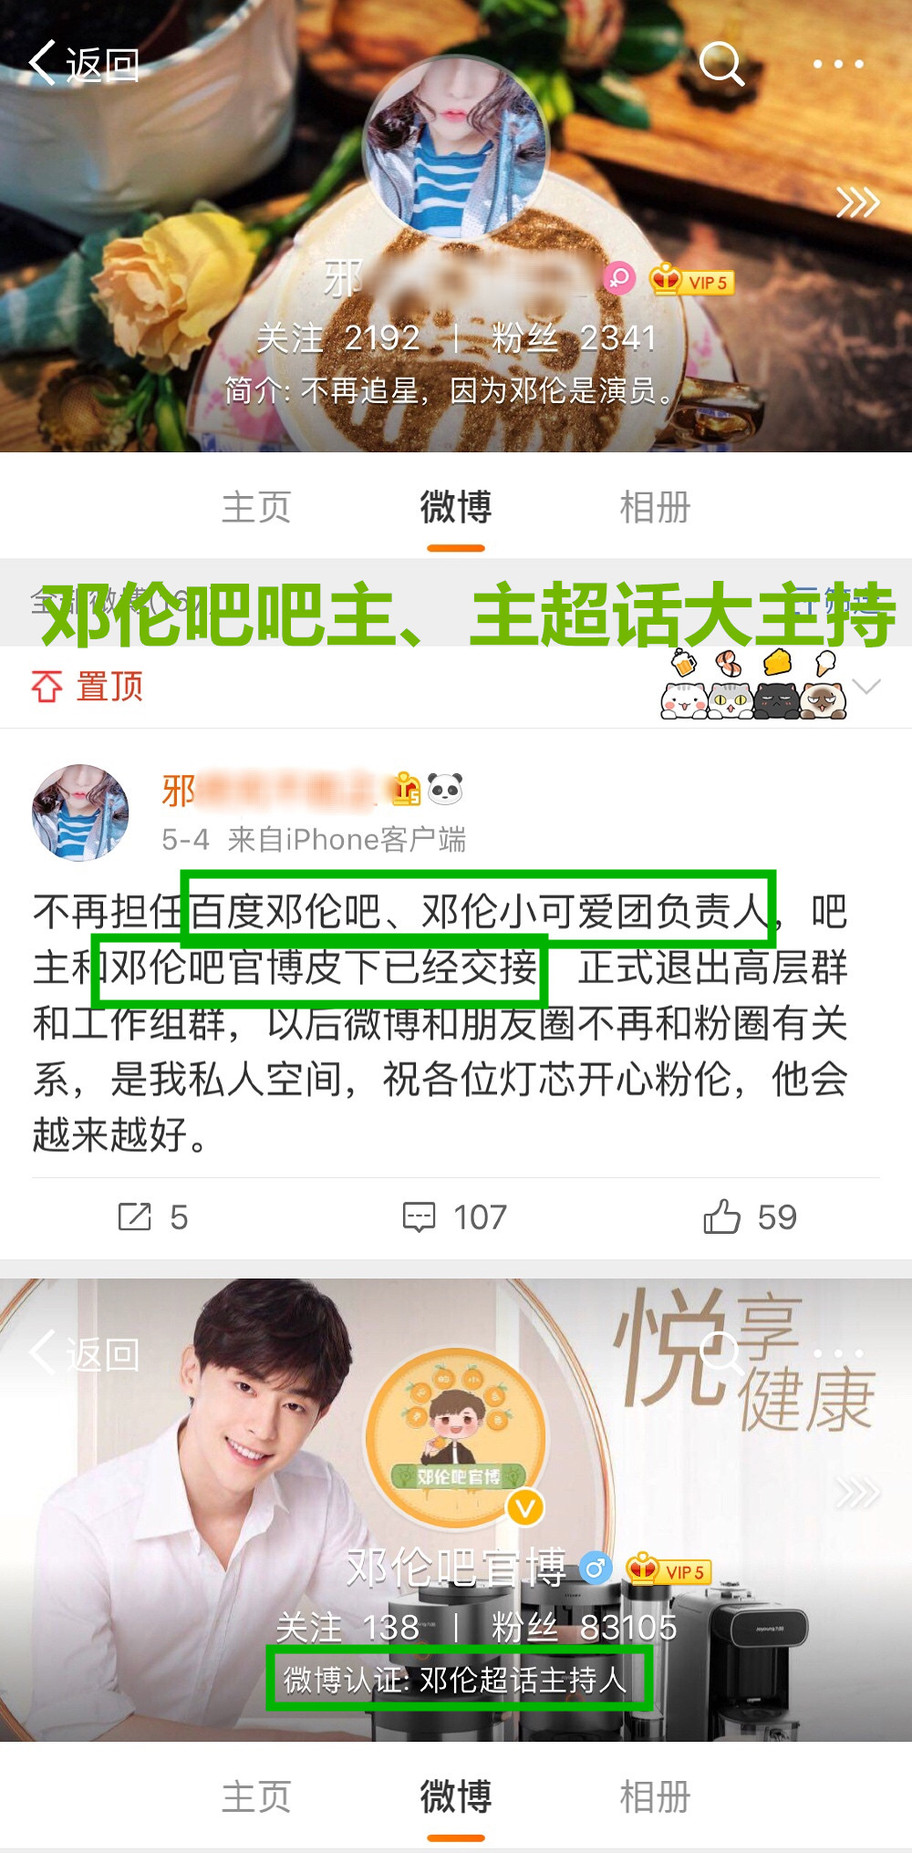 返回
邪
VIP 5
关注 2192 | 粉丝 2341
简介: 不再追星，因为邓伦是演员。
主页 微博 相册
邓伦吧吧主、主超话大主持
置顶
邪
5-4 来自iPhone客户端
不再担任百度邓伦吧、邓伦小可爱团负责人，吧
主和邓伦吧官博皮下已经交接 正式退出高层群
和工作组群，以后微博和朋友圈不再和粉圈有关
系，是我私人空间，祝各位灯芯开心粉伦，他会
越来越好。
5 107 59
悦享
健康
返回
邓伦吧官博
邓伦吧官博 VIP 5
关注 138 | 粉丝 83105
微博认证: 邓伦超话主持人
主页 微博 相册